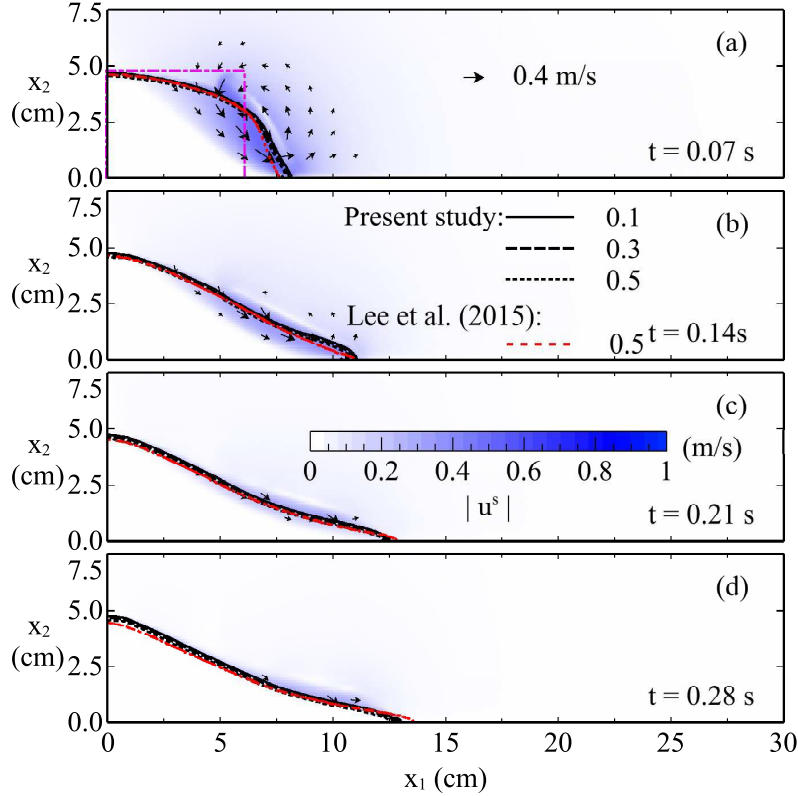 7.5
(a)
x2
5.0
0.4 m/s
(cm)
2.5
t = 0.07 s
0.0
7.5
Present study:
0.1
(b)
x2
5.0
0.3
(cm)
0.5
2.5
Lee et al. (2015):
0.5
t = 0.14s
0.0
7.5
(c)
x2
5.0
(cm)
0 0.2 0.4 0.6 0.8 1
(m/s)
2.5
| u^s |
t = 0.21 s
0.0
7.5
(d)
x2
5.0
(cm)
2.5
t = 0.28 s
0.0
0 5 10 15 20 25 30
x1 (cm)